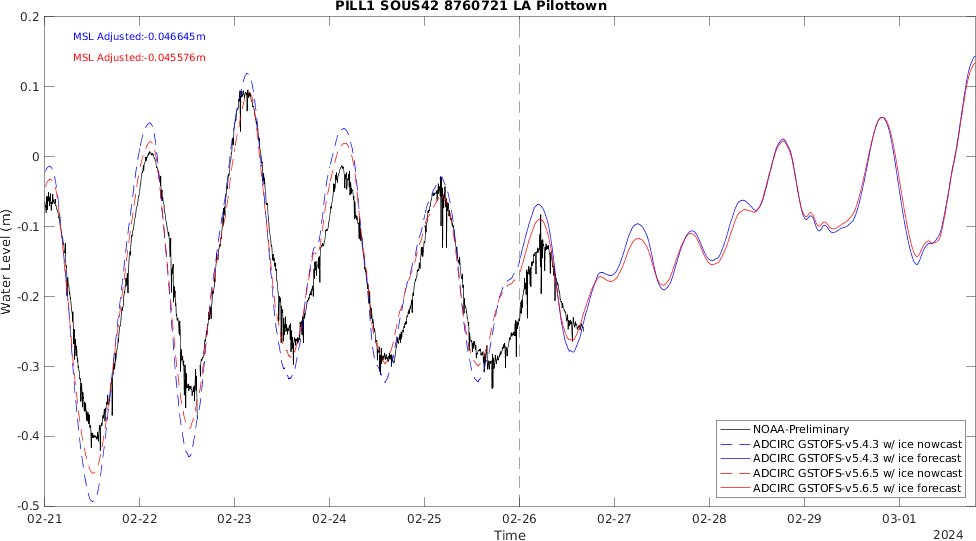 PILL1 SOUS42 8760721 LA Pilottown
MSL Adjusted:-0.046645m
MSL Adjusted:-0.045576m
0.2
0.1
0
-0.1
-0.2
-0.3
-0.4
-0.5
Water Level (m)
NOAA-Preliminary
ADCIRC GSTOFS-v5.4.3 w/ ice nowcast
ADCIRC GSTOFS-v5.4.3 w/ ice forecast
ADCIRC GSTOFS-v5.6.5 w/ ice nowcast
ADCIRC GSTOFS-v5.6.5 w/ ice forecast
02-21 02-22 02-23 02-24 02-25 02-26 02-27 02-28 02-29 03-01
Time
2024